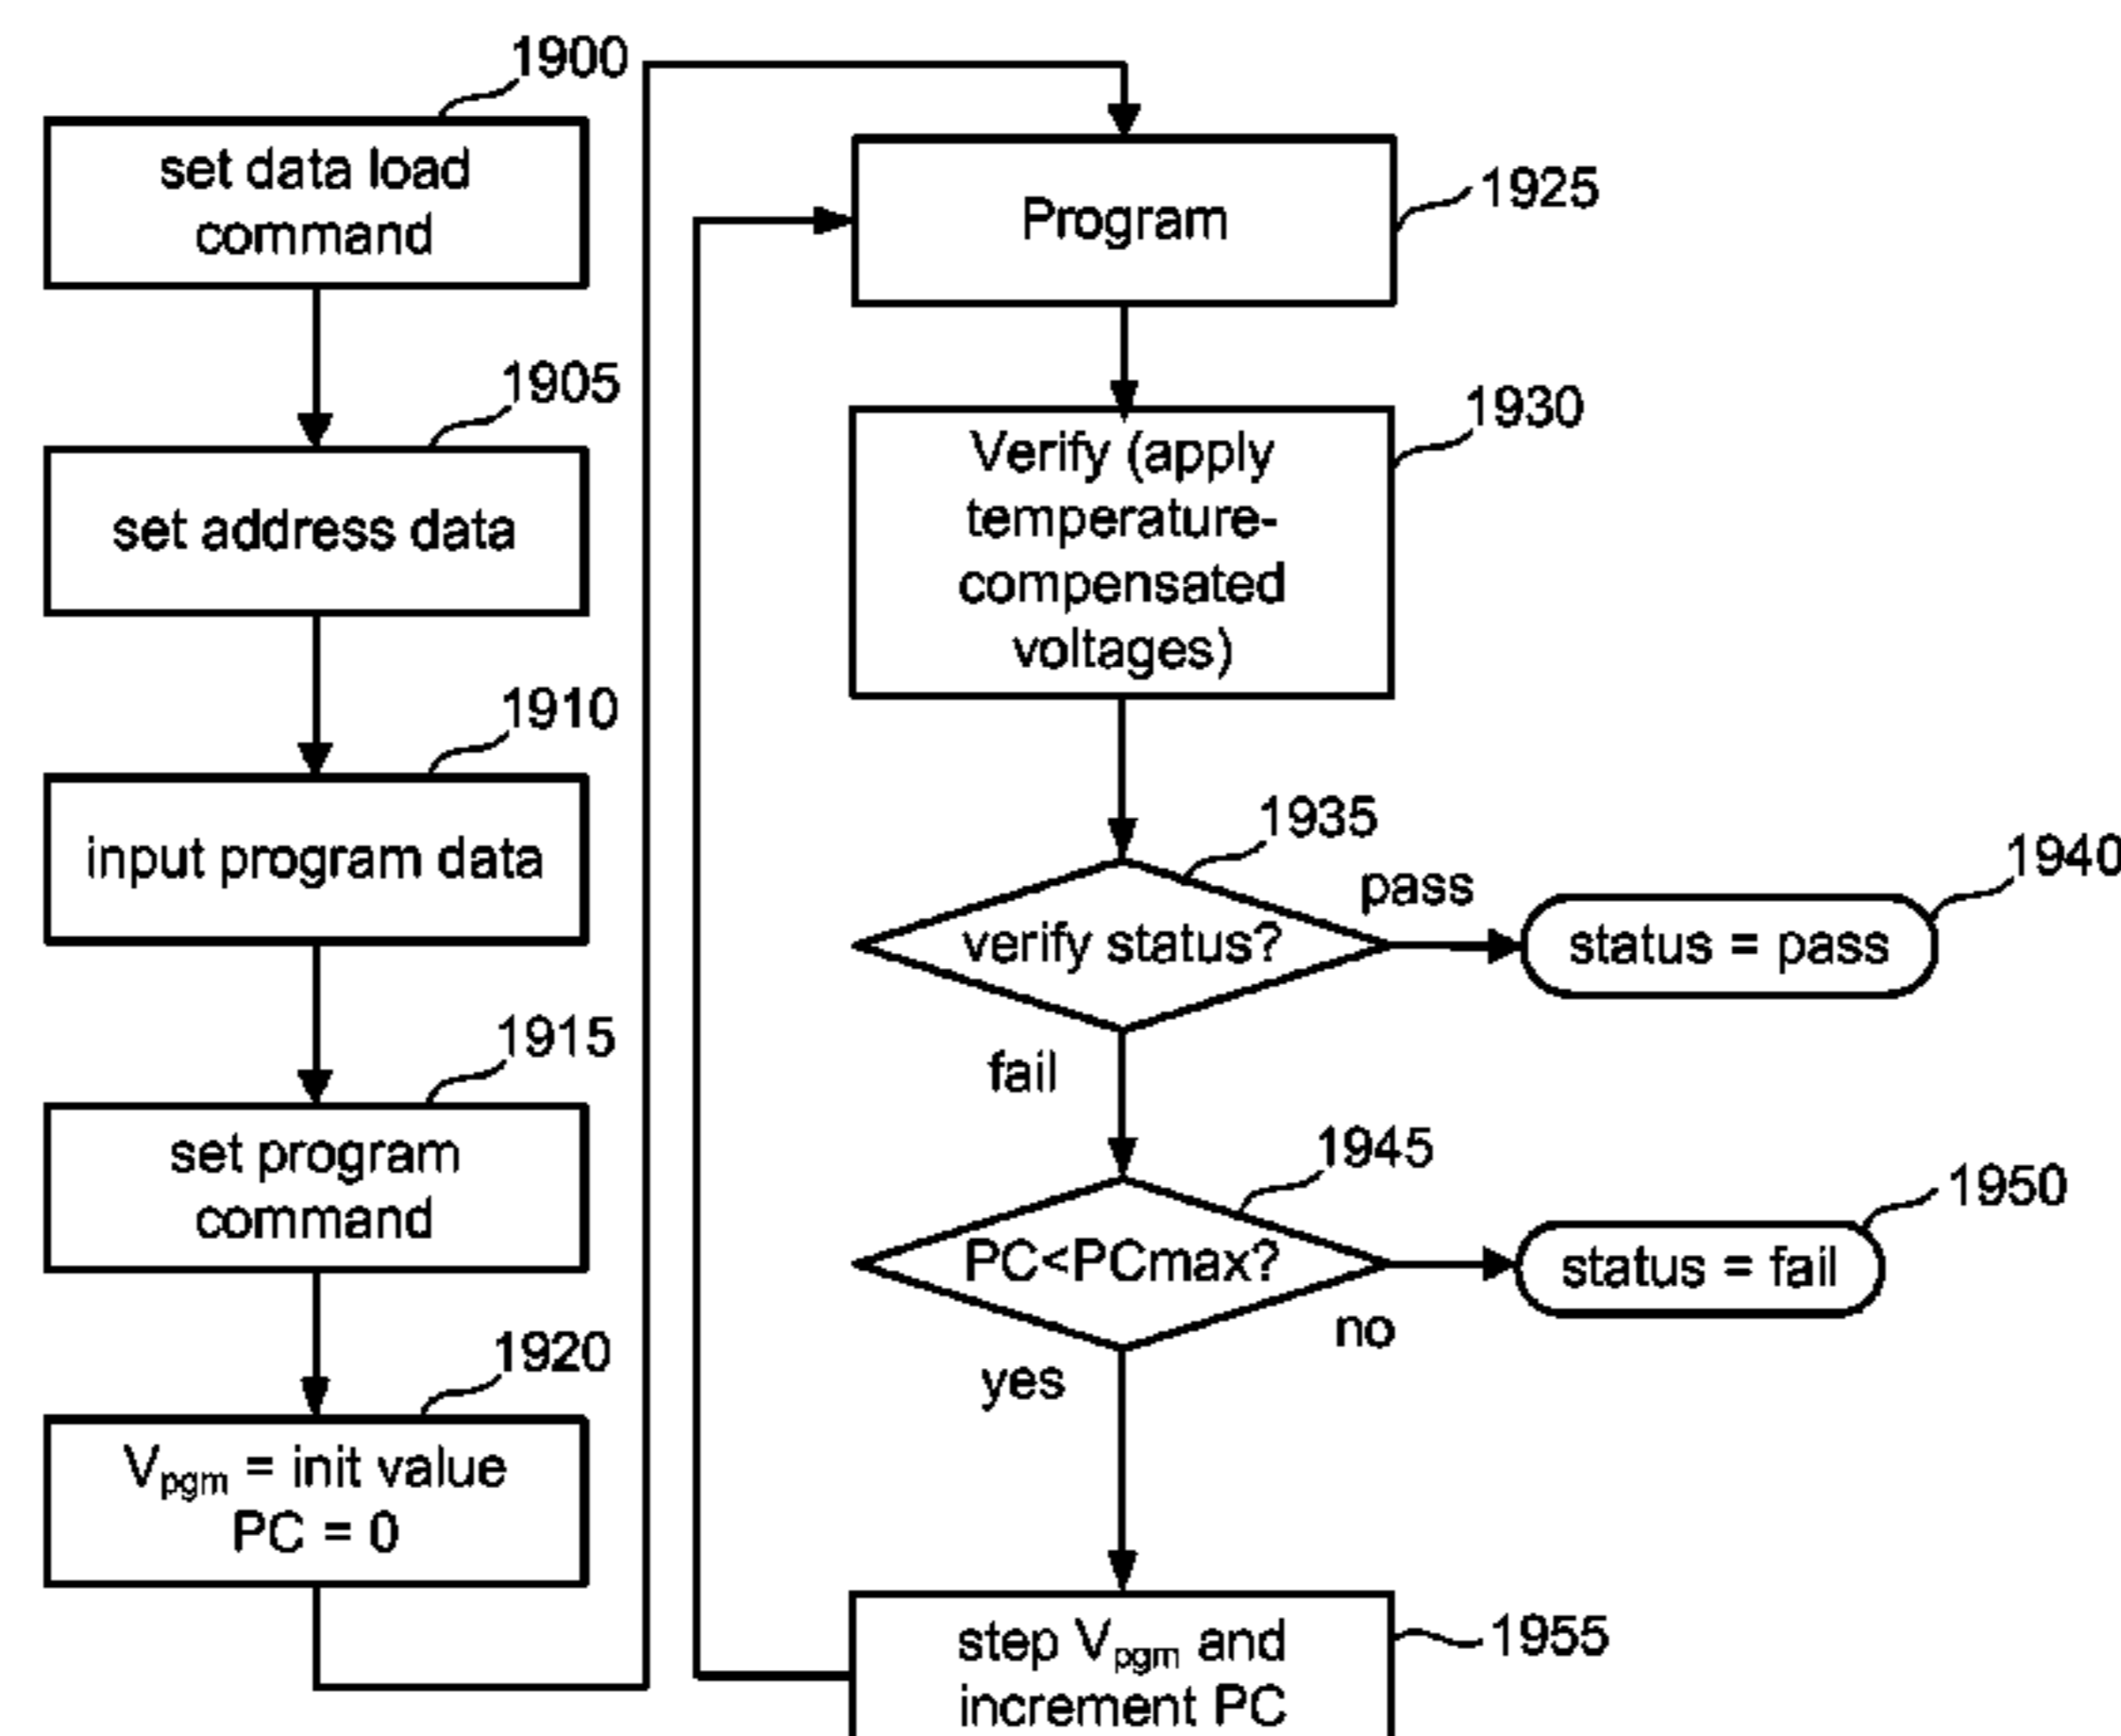 1900
set data load
command
1905
set address data
1910
input program data
1915
set program
command
1920
Vpgm = init value
PC = 0
Program
1925
Verify (apply
temperature-
compensated
voltages)
1930
1935
verify status?
pass
1940
status = pass
fail
1945
PC<PCmax?
no
1950
status = fail
yes
step Vpgm and
increment PC
1955